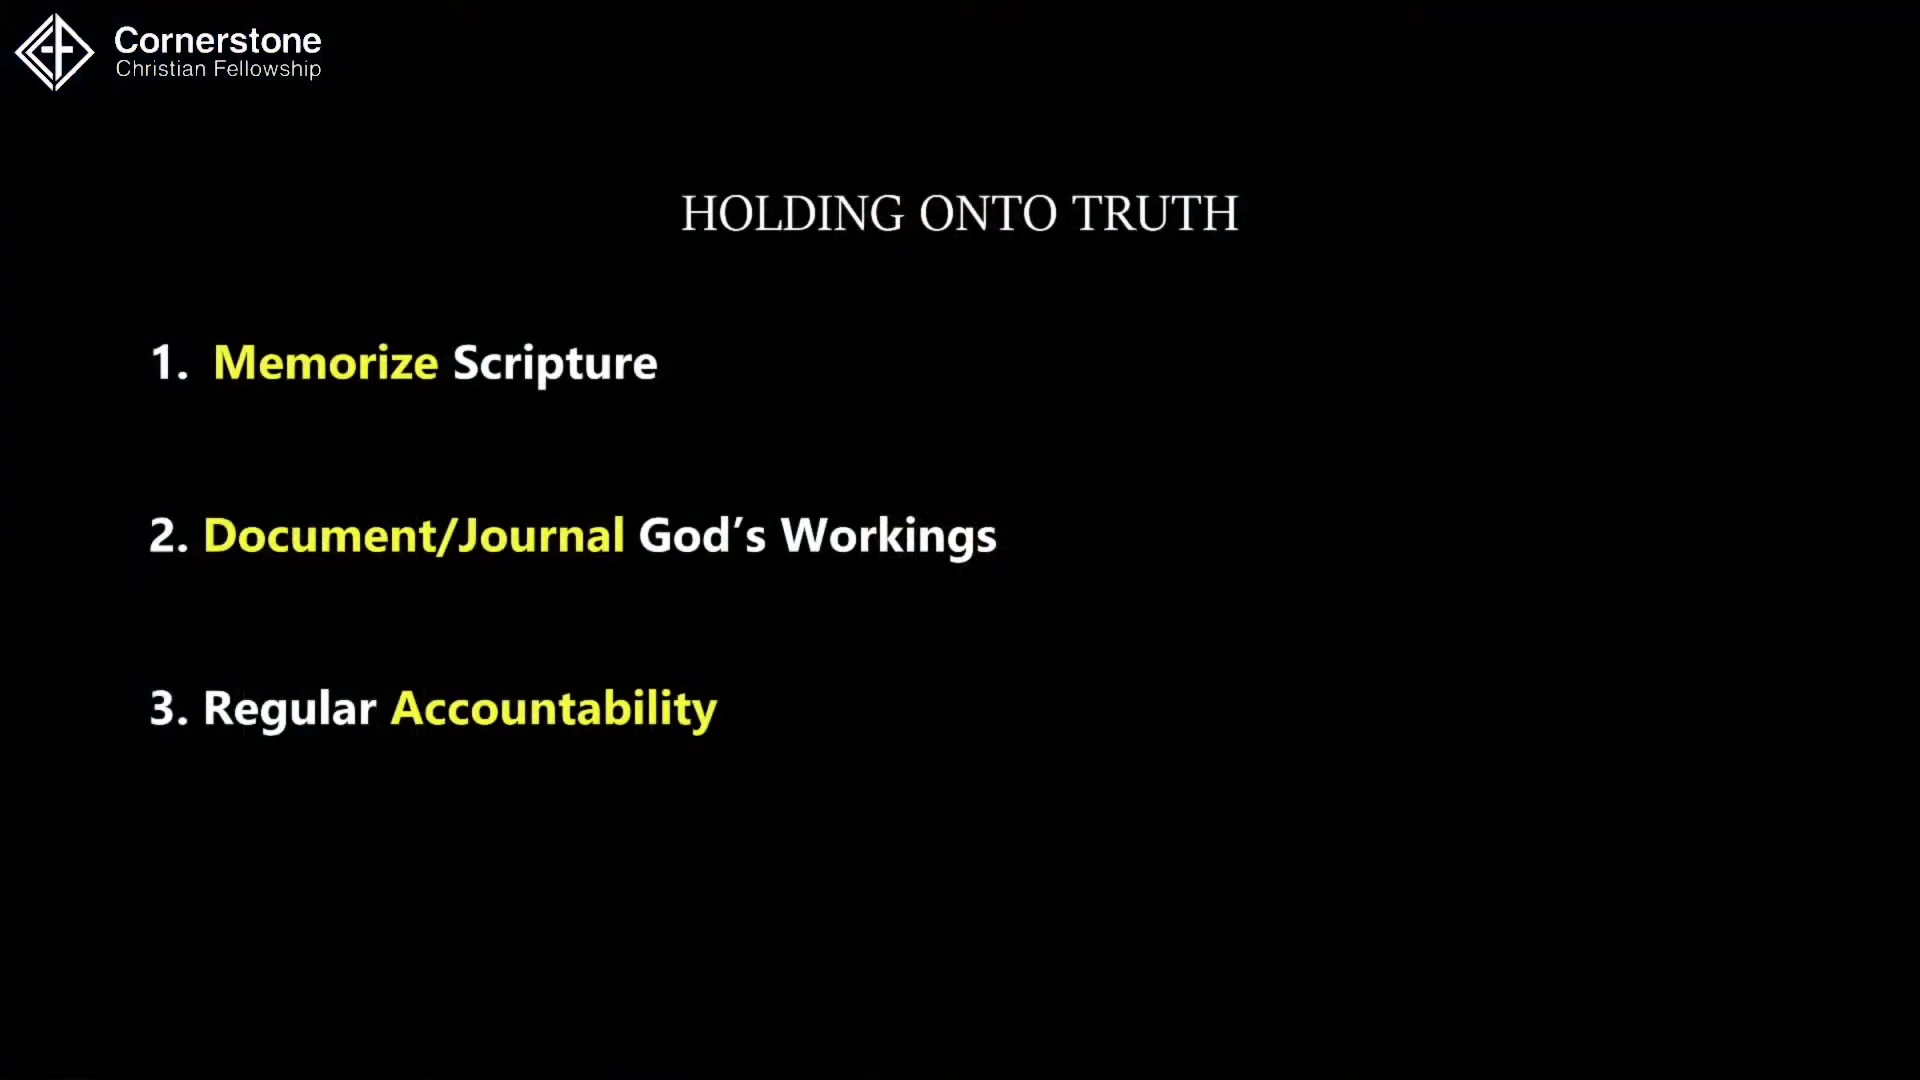 Cornerstone
Christian Fellowship
HOLDING ONTO TRUTH
1. Memorize Scripture
2. Document/Journal God’s Workings
3. Regular Accountability